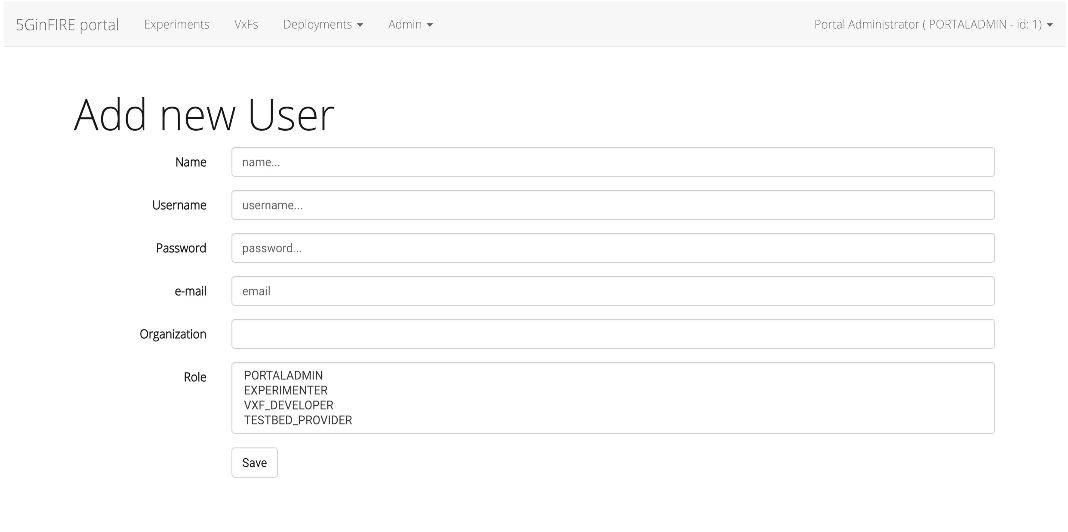 5GinFIRE portal Experiments VxFs Deployments Admin Portal Administrator ( PORTALADMIN - id: 1)
Add new User
Name name...
Username username...
Password password...
e-mail email
Organization
Role PORTALADMIN
EXPERIMENTER
VXF_DEVELOPER
TESTBED_PROVIDER
Save